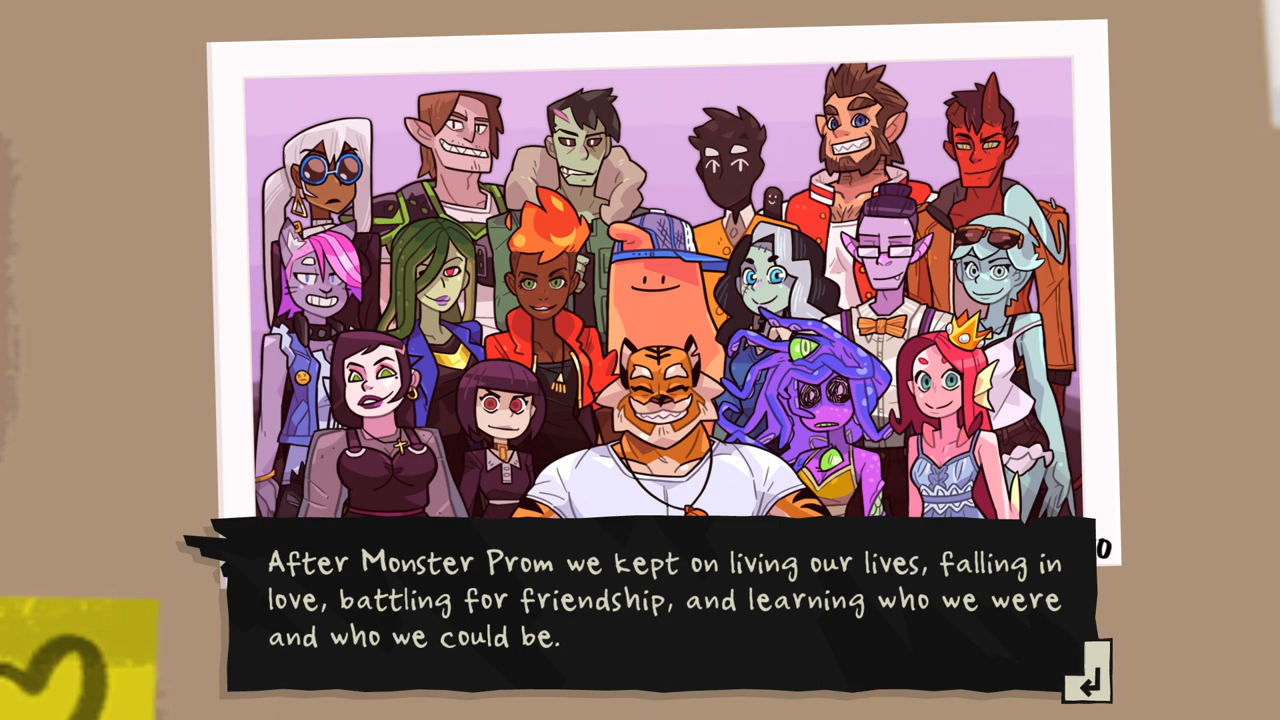 After Monster Prom we kept on living our lives, falling in
love, battling for friendship, and learning who we were
and who we could be.